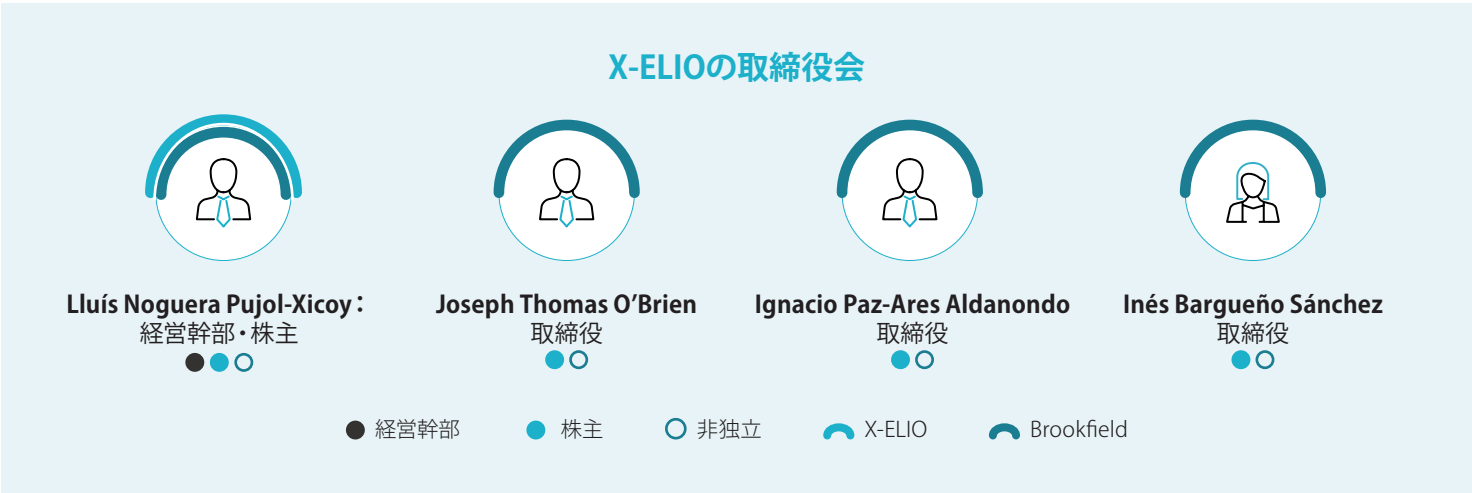 X-ELIOの取締役会
Lluís Noguera Pujol-Xicoy：
経営幹部・株主
Joseph Thomas O’Brien
取締役
Ignacio Paz-Ares Aldanondo
取締役
Inés Bargueño Sánchez
取締役
経営幹部
株主
非独立
X-ELIO
Brookfield